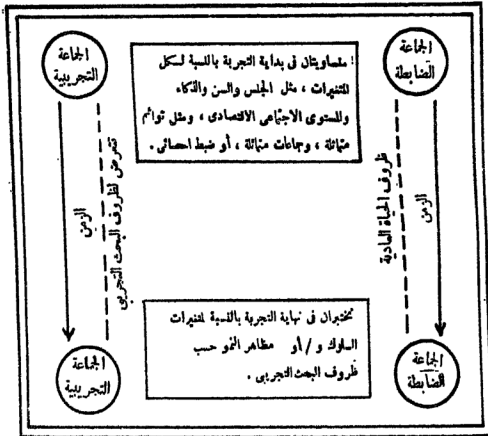 الجماعة
الضابطة
الجماعة
التجريبية
متساويتان فى بداية التجربة بالنسبة لسكل
المتغيرات ، مثل الجنس والسن والذكاء
والمستوى الاجتماعى الاقتصادى ، ومثل توائم
متماثلة ، وجماعات متماثلة ، أو ضبط احصائى .
الزمن
ظروف الحياة العادية
تتعرض لظروف البحث التجريبى
الزمن
تختبران فى نهاية التجربة بالنسبة لمتغيرات
السلوك و / أو مظاهر النمو حسب
ظروف البحث التجريبى .
الجماعة
الضابطة
الجماعة
التجريبية